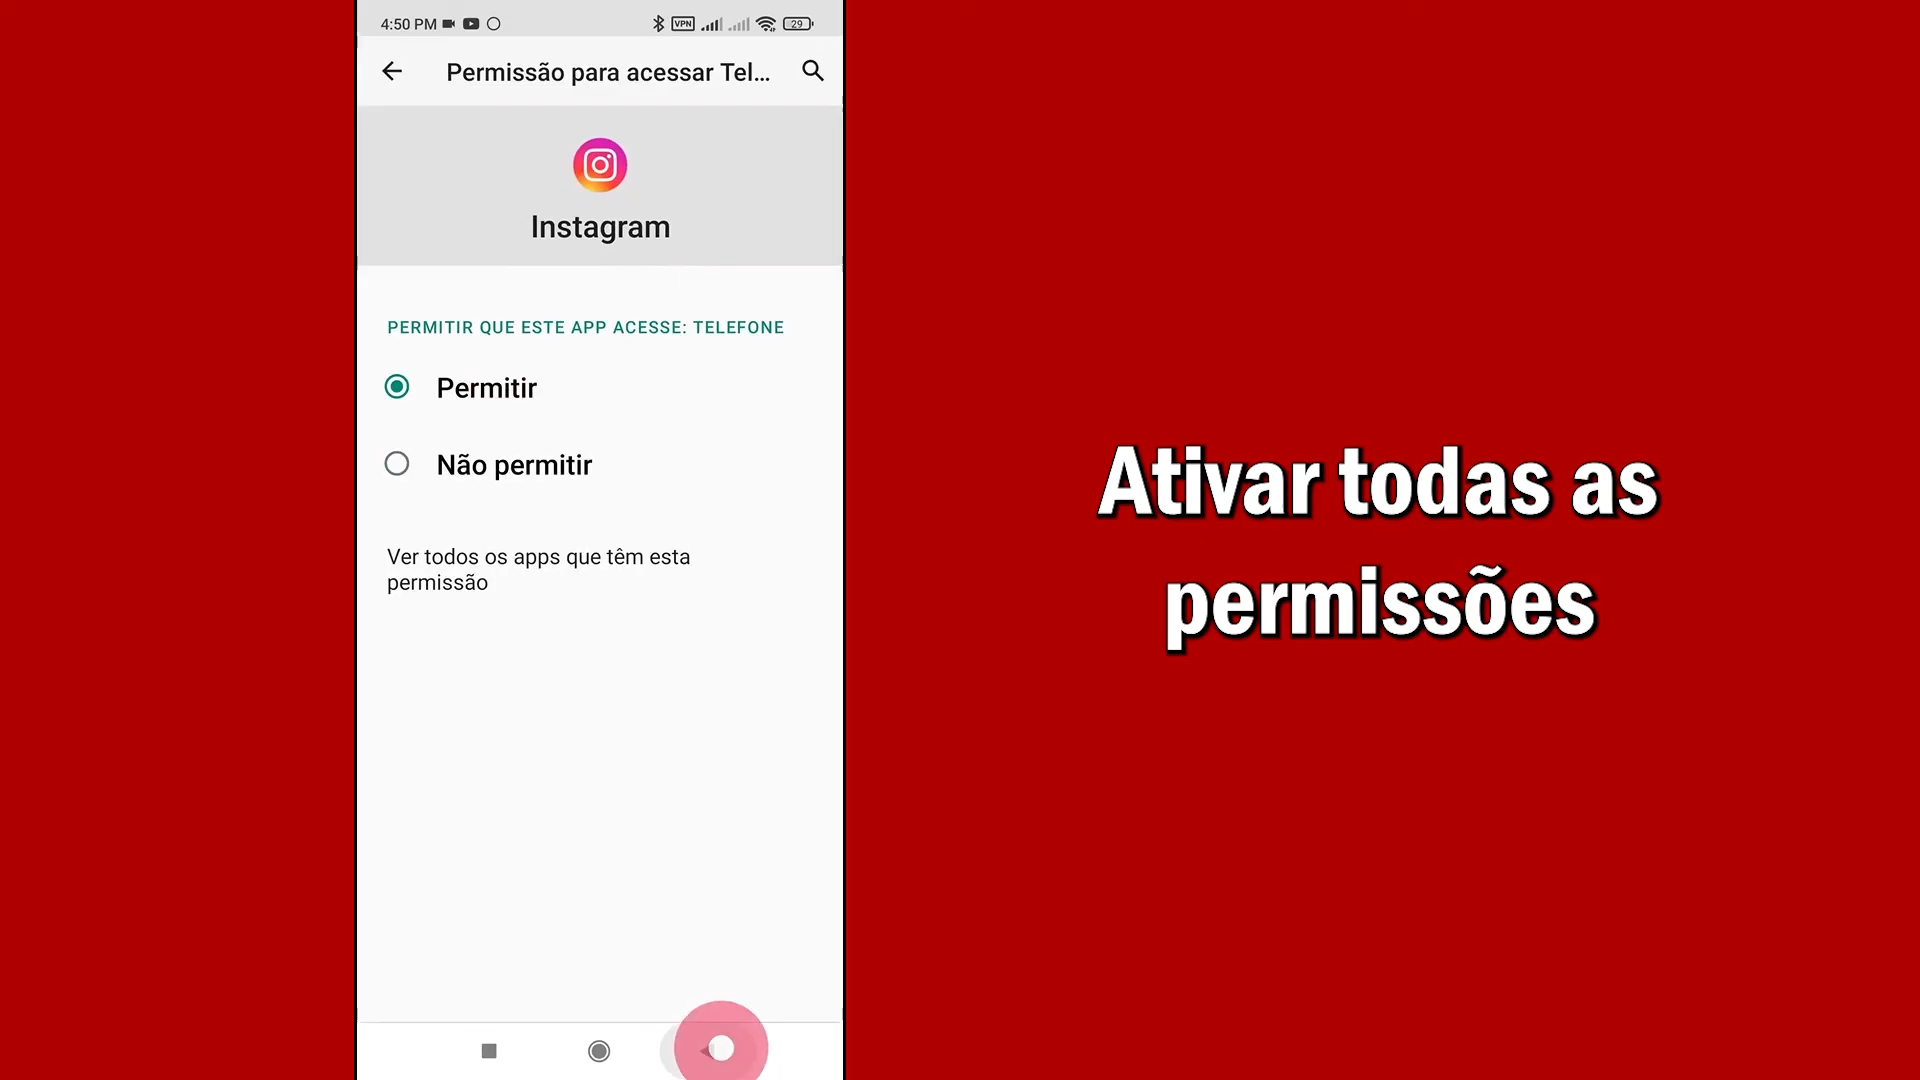 4:50 PM
VPN
29
Permissão para acessar Tel...
Instagram
PERMITIR QUE ESTE APP ACESSE: TELEFONE
Permitir
Não permitir
Ver todos os apps que têm esta
permissão
Ativar todas as
permissões